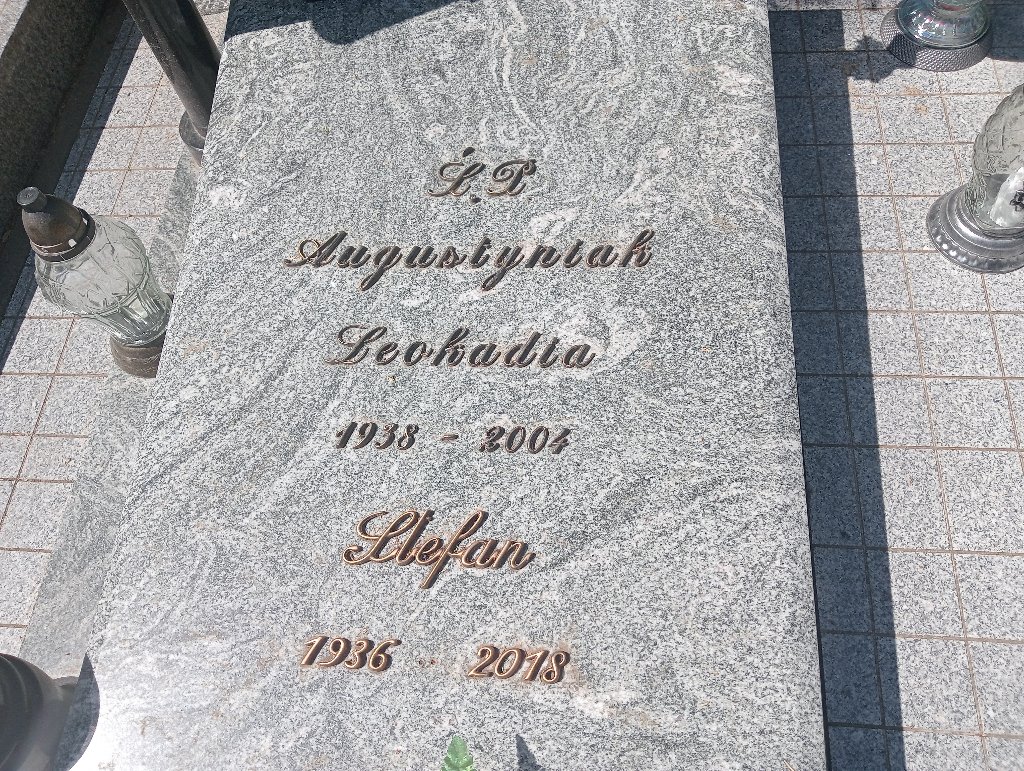 Ś.P.
Augustyniak
Leokadia
1938 - 2004
Stefan
1936 - 2018